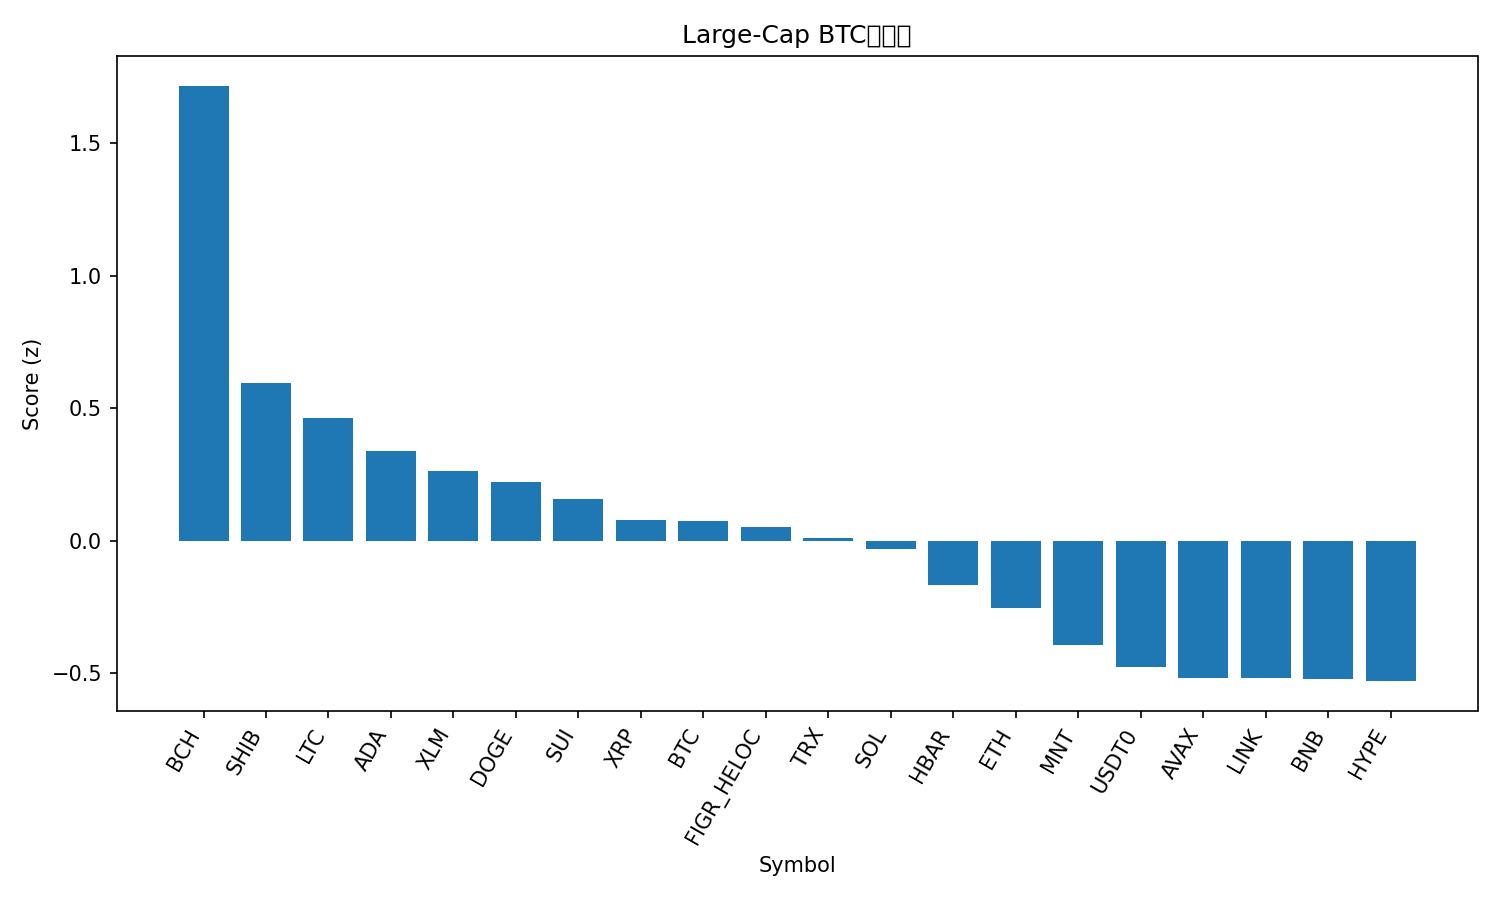 Large-Cap BTC
Score (z)
1.5
1.0
0.5
0.0
−0.5
BCH
SHIB
LTC
ADA
XLM
DOGE
SUI
XRP
BTC
FIGR_HELOC
TRX
SOL
HBAR
ETH
MNT
USDT0
AVAX
LINK
BNB
HYPE
Symbol